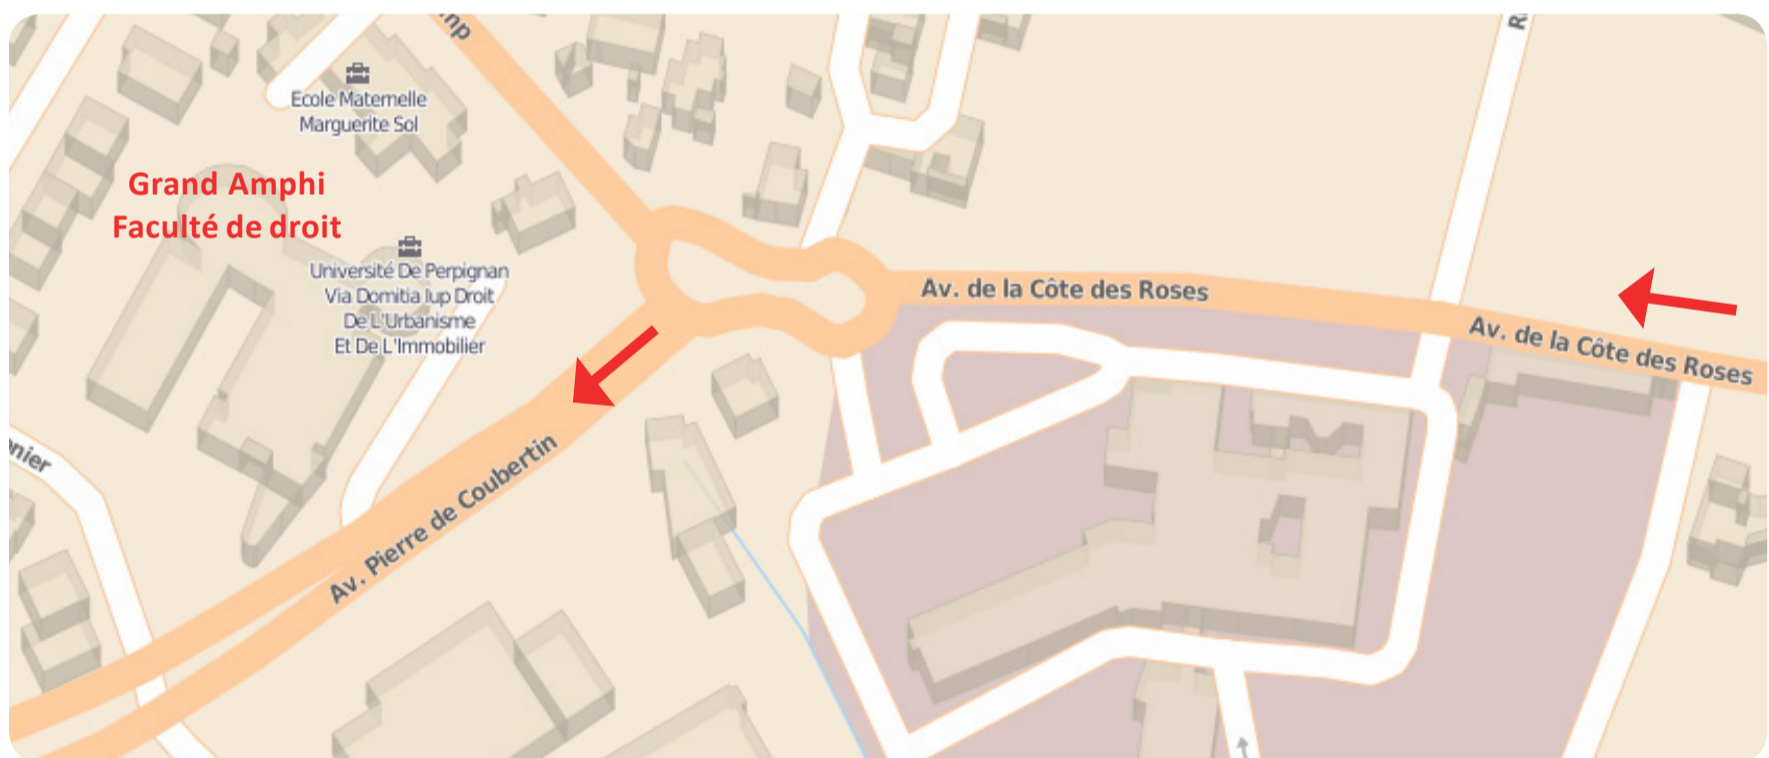 Ecole Maternelle
Marguerite Sol
Grand Amphi
Faculté de droit
Université De Perpignan
Via Domitia Iup Droit
De L'Urbanisme
Et De L'Immobilier
Av. de la Côte des Roses
Av. de la Côte des Roses
Av. Pierre de Coubertin